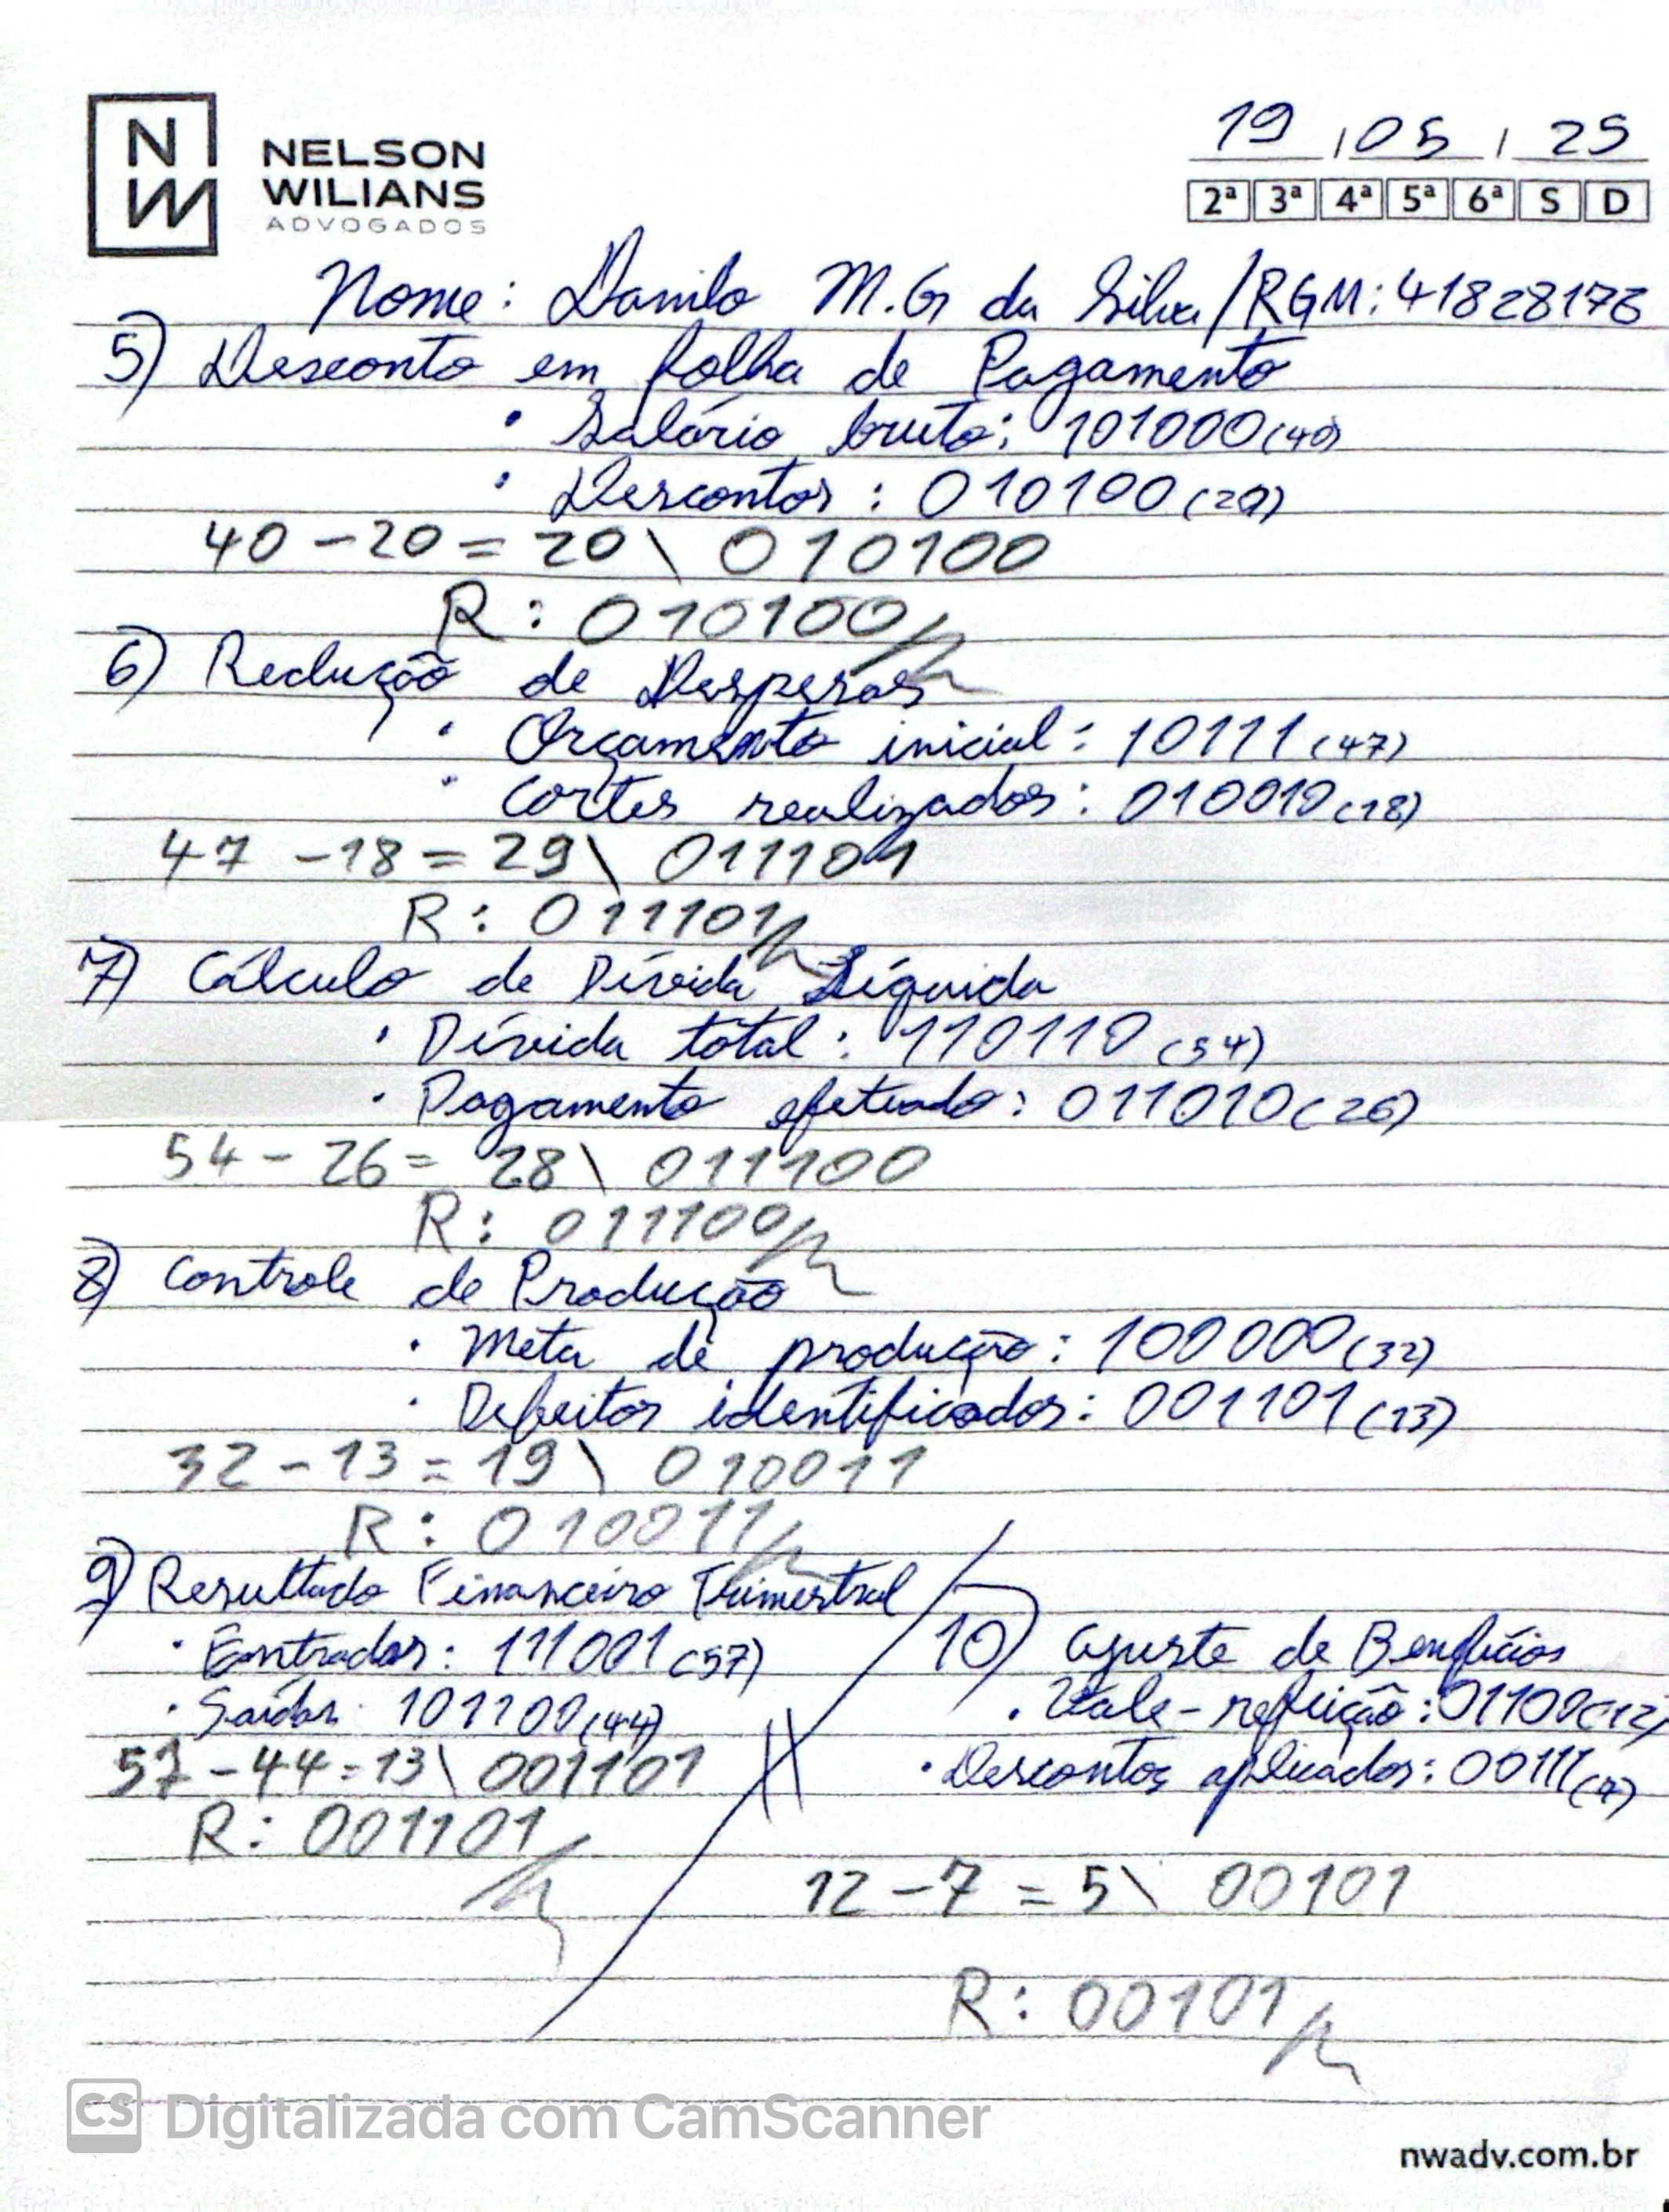 NW
NELSON
WILIANS
ADVOGADOS
19 / 05 / 25
2ª 3ª 4ª 5ª 6ª S D
Nome: Danilo M.G da Silva/RGM: 41828176
5) Desconto em folha de Pagamento
• Salário bruto: 101000 (40)
• Descontos: 010100 (20)
40 - 20 = 20 \ 010100
R: 010100
6) Redução de Despesas
• Orçamento inicial: 10111 (47)
• Cortes realizados: 010010 (18)
47 - 18 = 29 \ 011101
R: 011101
7) Cálculo de Dívida Líquida
• Dívida total: 110110 (54)
• Pagamento efetuado: 011010 (26)
54 - 26 = 28 \ 011100
R: 011100
8) Controle de Produção
• Meta de produção: 100000 (32)
• Defeitos identificados: 001101 (13)
32 - 13 = 19 \ 010011
R: 010011
9) Resultado Financeiro Trimestral
• Entradas: 111001 (57)
• Saídas: 101100 (44)
57 - 44 = 13 \ 001101
R: 001101
10) Ajuste de Benefícios
• Vale-refeição: 01100 (12)
• Descontos aplicados: 00111 (7)
12 - 7 = 5 \ 00101
R: 00101
CS Digitalizada com CamScanner
nwadv.com.br